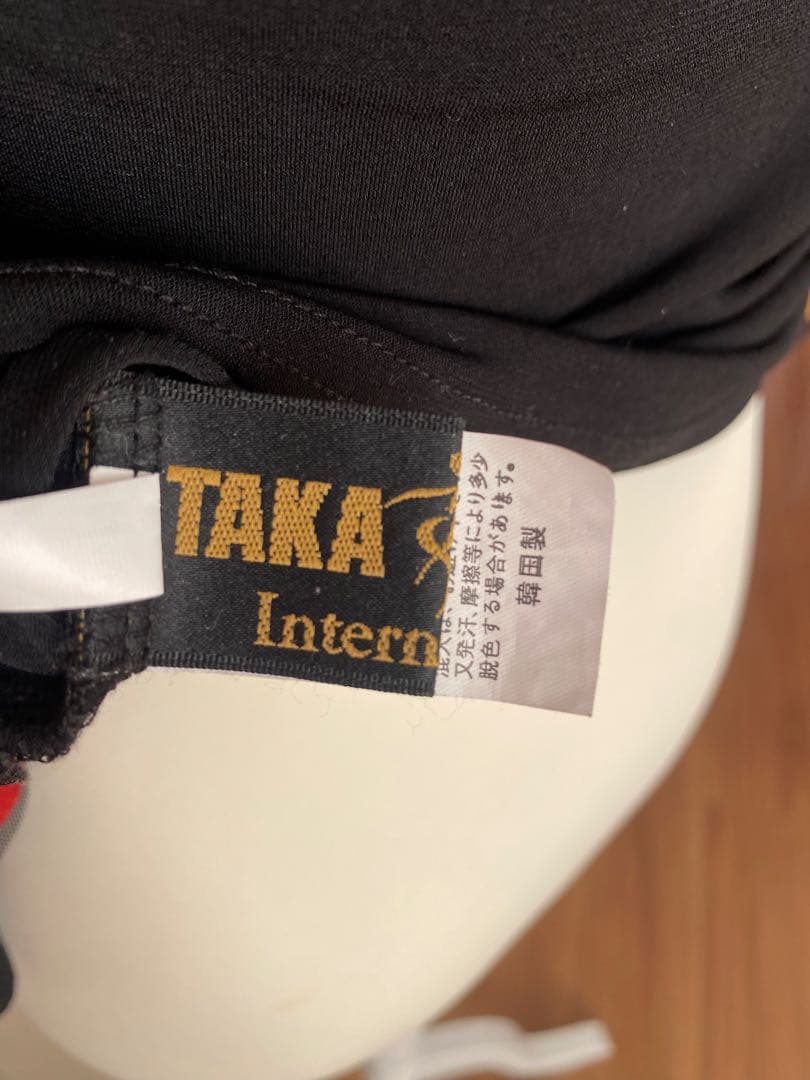 TAKA
Intern
又発汗、摩擦等により多少
脱色する場合があります。
韓国製